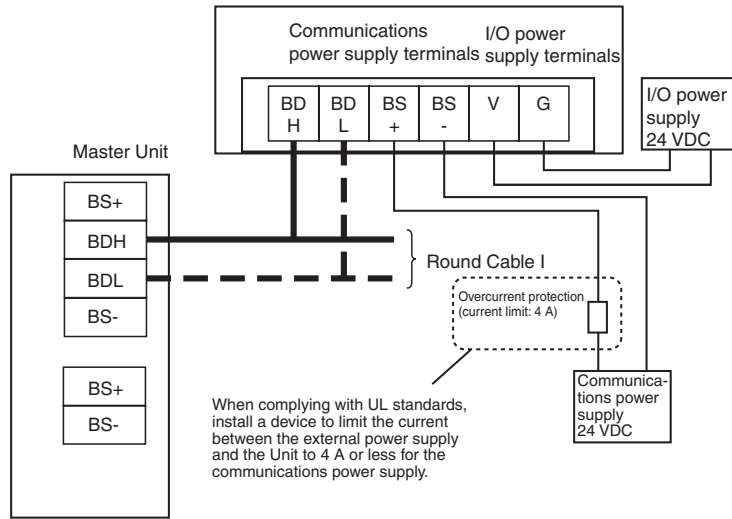 Communications
power supply terminals
I/O power
supply terminals
BD
H
BD
L
BS
+
BS
-
V
G
I/O power
supply
24 VDC
Master Unit
BS+
BDH
BDL
BS-
BS+
BS-
Round Cable I
Overcurrent protection
(current limit: 4 A)
Communica-
tions power
supply
24 VDC
When complying with UL standards,
install a device to limit the current
between the external power supply
and the Unit to 4 A or less for the
communications power supply.